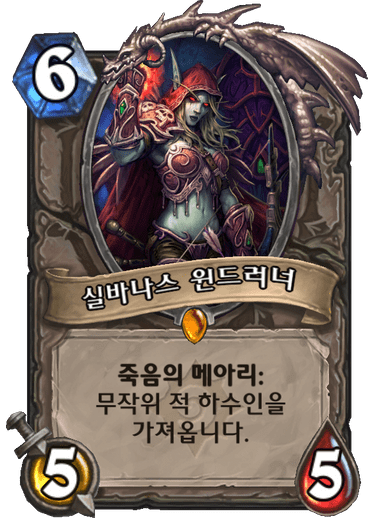 6
실바나스 윈드러너
죽음의 메아리:
무작위 적 하수인을
가져옵니다.
5
5